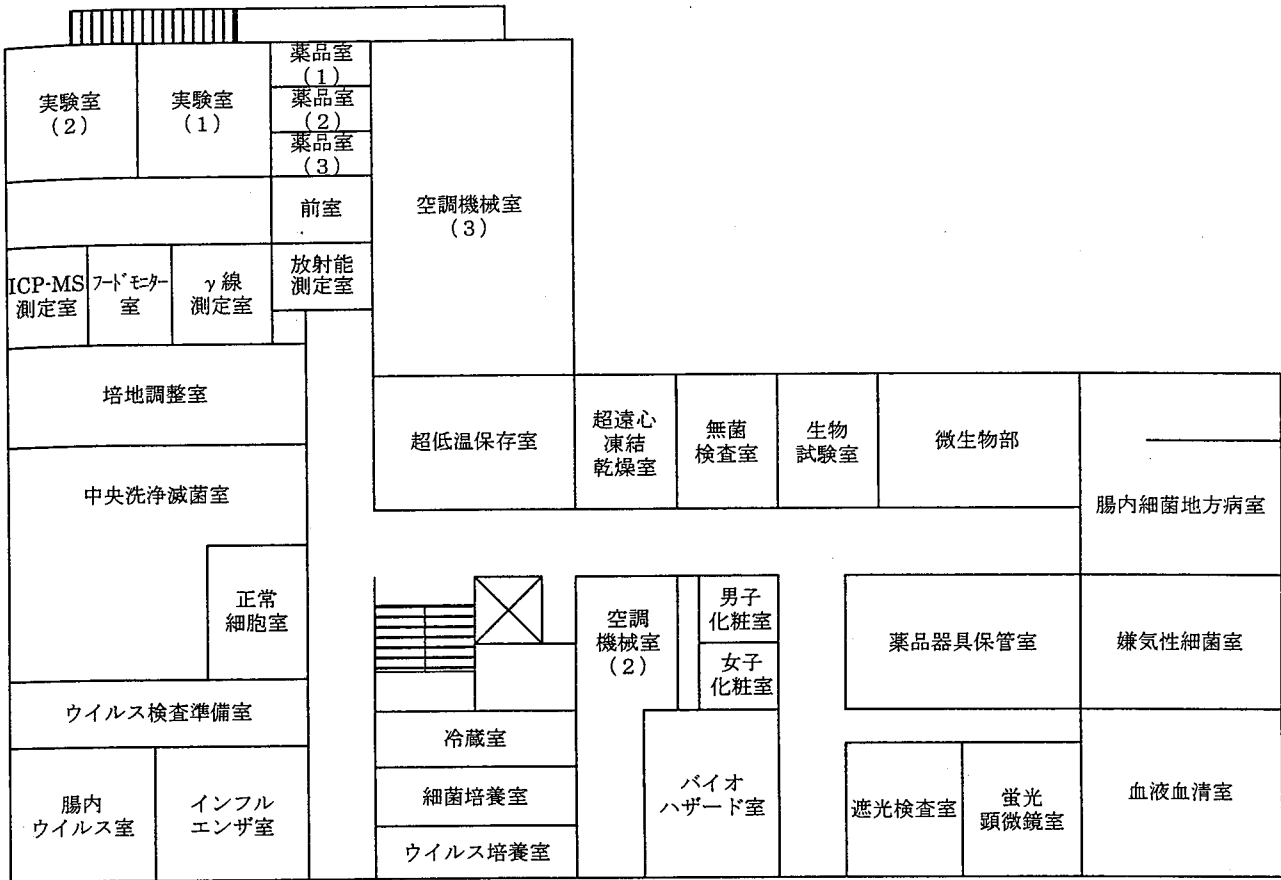 薬品室
(1)
実験室
(2)
実験室
(1)
薬品室
(2)
薬品室
(3)
前室
空調機械室
(3)
ICP-MS
測定室
フードモニター
室
γ線
測定室
放射能
測定室
培地調整室
超低温保存室
超遠心
凍結
乾燥室
無菌
検査室
生物
試験室
微生物部
腸内細菌地方病室
中央洗浄滅菌室
正常
細胞室
空調
機械室
(2)
男子
化粧室
女子
化粧室
薬品器具保管室
嫌気性細菌室
ウイルス検査準備室
冷蔵室
細菌培養室
ウイルス培養室
腸内
ウイルス室
インフル
エンザ室
バイオ
ハザード室
遮光検査室
蛍光
顕微鏡室
血液血清室